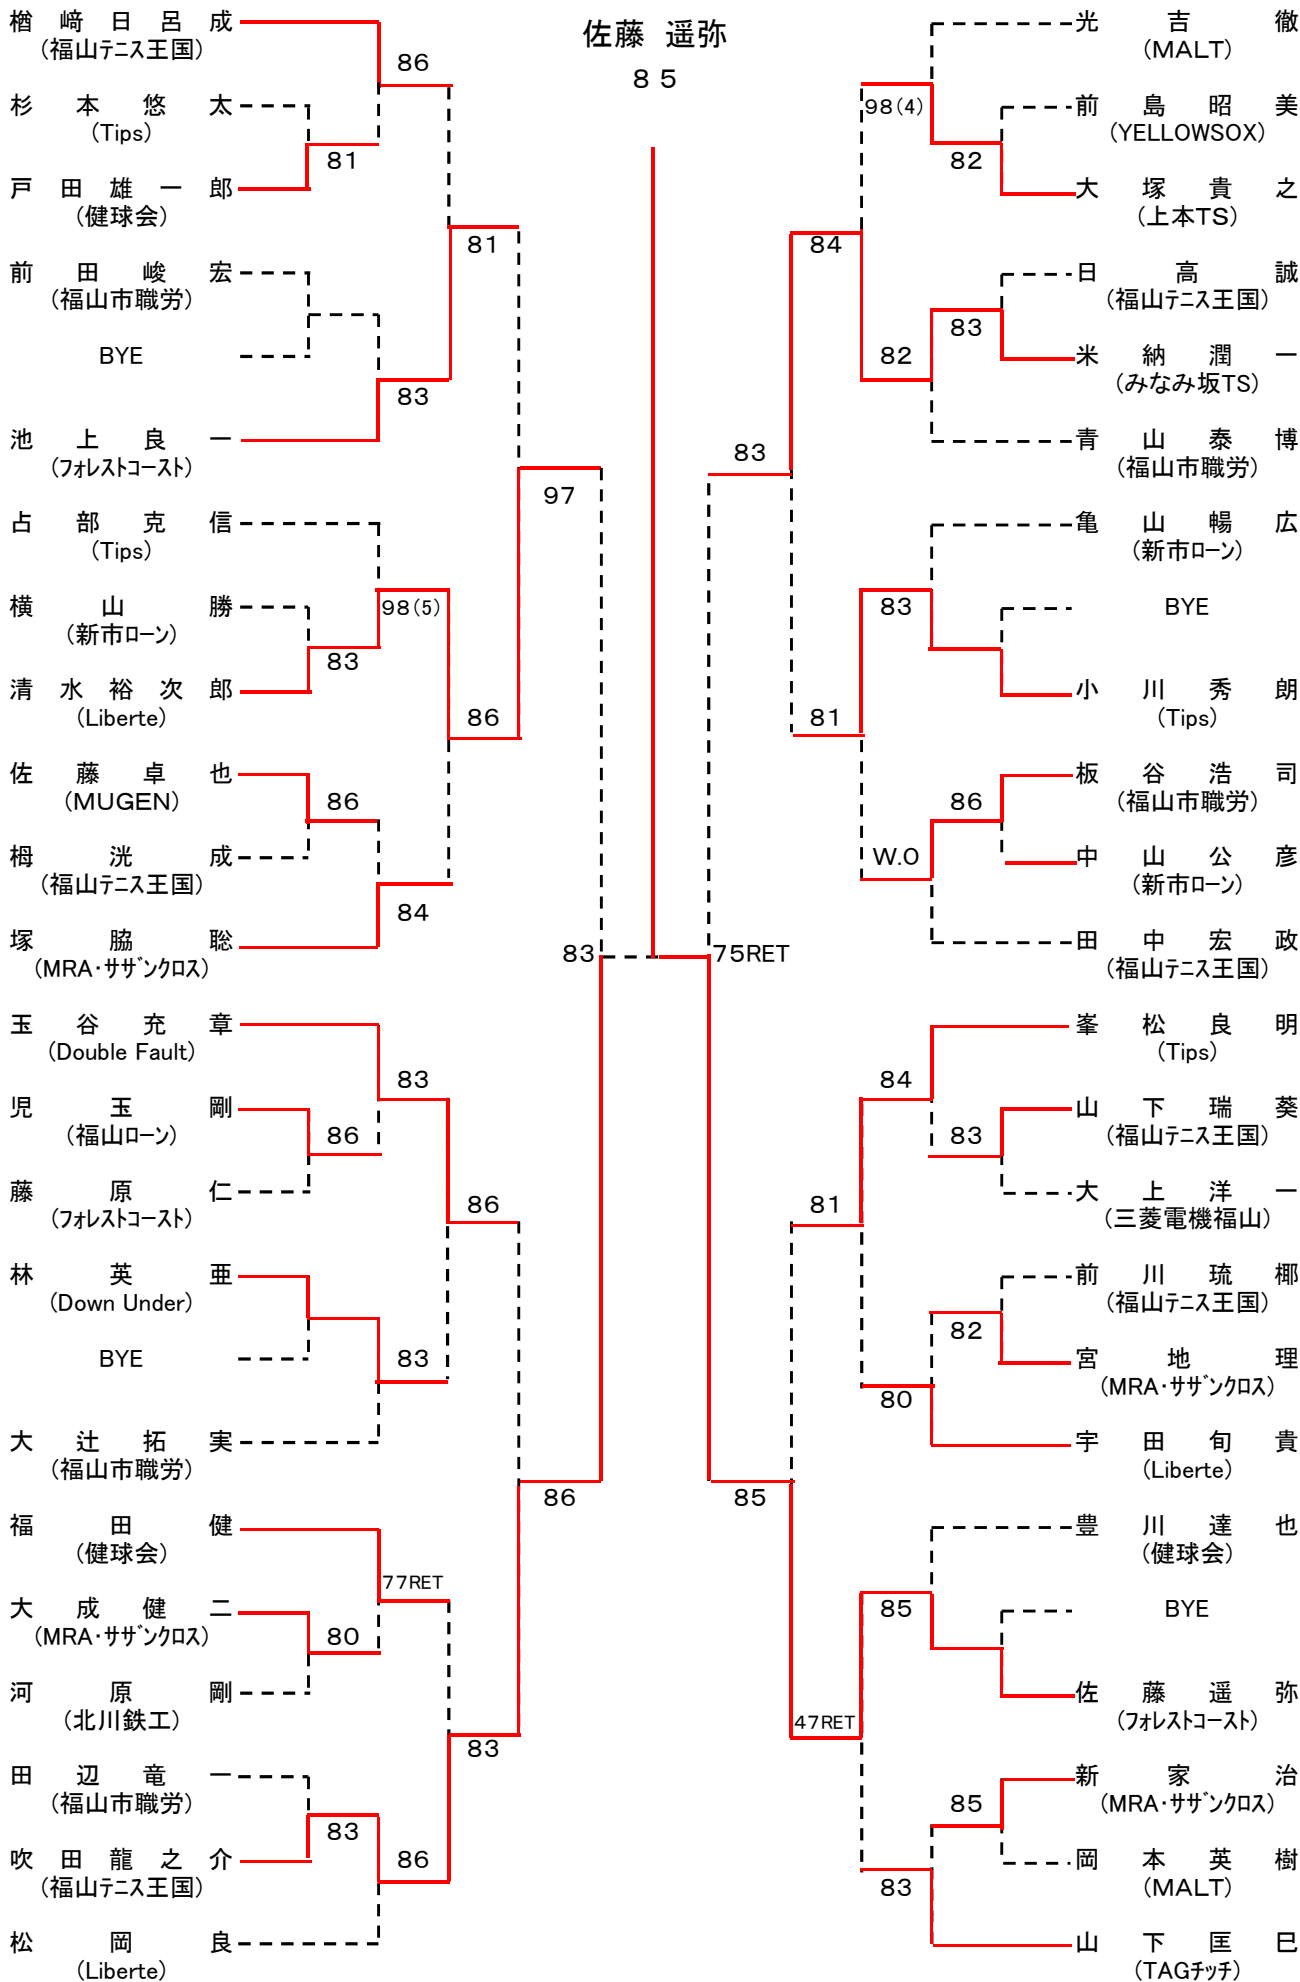 佐藤 遥弥
８５
楢﨑日呂成
(福山テニス王国)
86
杉本悠太
(Tips)
81
戸田雄一郎
(健球会)
81
前田峻宏
(福山市職労)
BYE
83
池上良一
(フォレストコースト)
97
占部克信
(Tips)
98(5)
横山勝
(新市ローン)
83
清水裕次郎
(Liberte)
86
佐藤卓也
(MUGEN)
86
栂洸成
(福山テニス王国)
84
塚脇聡
(MRA・サザンクロス)
83
玉谷充章
(Double Fault)
83
児玉剛
(福山ローン)
86
藤原仁
(フォレストコースト)
86
林英亜
(Down Under)
BYE
83
大辻拓実
(福山市職労)
86
福田健
(健球会)
77RET
大成健二
(MRA・サザンクロス)
80
河原剛
(北川鉄工)
83
田辺竜一
(福山市職労)
83
吹田龍之介
(福山テニス王国)
86
松岡良
(Liberte)
光吉徹
(MALT)
98(4)
前島昭美
(YELLOWSOX)
82
大塚貴之
(上本TS)
84
日高誠
(福山テニス王国)
83
米納潤一
(みなみ坂TS)
82
青山泰博
(福山市職労)
83
亀山暢広
(新市ローン)
83
BYE
小川秀朗
(Tips)
81
板谷浩司
(福山市職労)
86
中山公彦
(新市ローン)
W.O
田中宏政
(福山テニス王国)
75RET
峯松良明
(Tips)
84
山下瑞葵
(福山テニス王国)
83
大上洋一
(三菱電機福山)
81
前川琉椰
(福山テニス王国)
82
宮地理
(MRA・サザンクロス)
80
宇田旬貴
(Liberte)
85
豊川達也
(健球会)
85
BYE
佐藤遥弥
(フォレストコースト)
47RET
新家治
(MRA・サザンクロス)
85
岡本英樹
(MALT)
83
山下匡巳
(TAGチッチ)